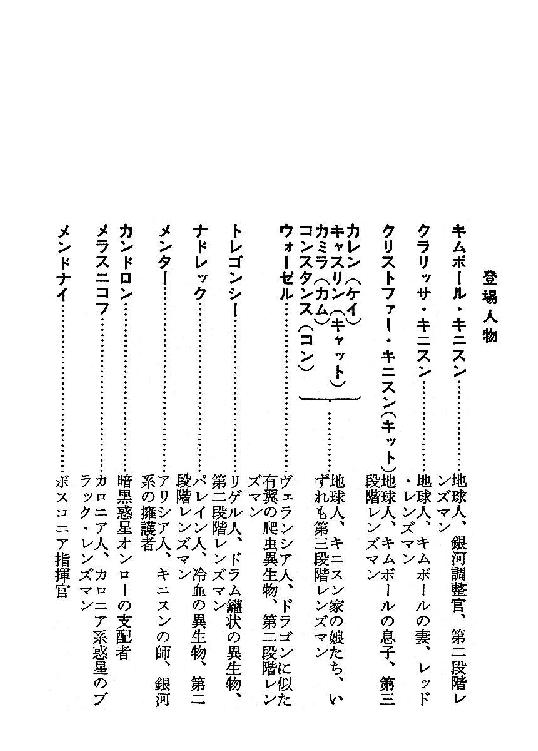 登場人物
キムボール・キニスン………………地球人、銀河調整官、第二段階レ
ンズマン
クラリッサ・キニスン………………地球人、キムボールの妻、レッド
・レンズマン
クリストファー・キニスン(キット)地球人、キムボールの息子、第三
段階レンズマン
カレン(ケイ)
キャスリン(キャット)
カミラ(カム)
コンスタンス(コン)
………地球人、キニスン家の娘たち、い
ずれも第三段階レンズマン
ウォーゼル………………ヴェランシア人、ドラゴンに似た
有翼の爬虫異生物、第二段階レン
ズマン
トレゴンシー………………リゲル人、ドラム罐状の異生物、
第二段階レンズマン
ナドレック………………パレイン人、冷血の異生物、第二
段階レンズマン
メンター………………アリシア人、キニスンの師、銀河
系の擁護者
カンドロン………………暗黒惑星オンローの支配者
メラスニコフ………………カロニア人、カロニア系惑星のブ
ラック・レンズマン
メンドナイ………………ボスコニア指揮官